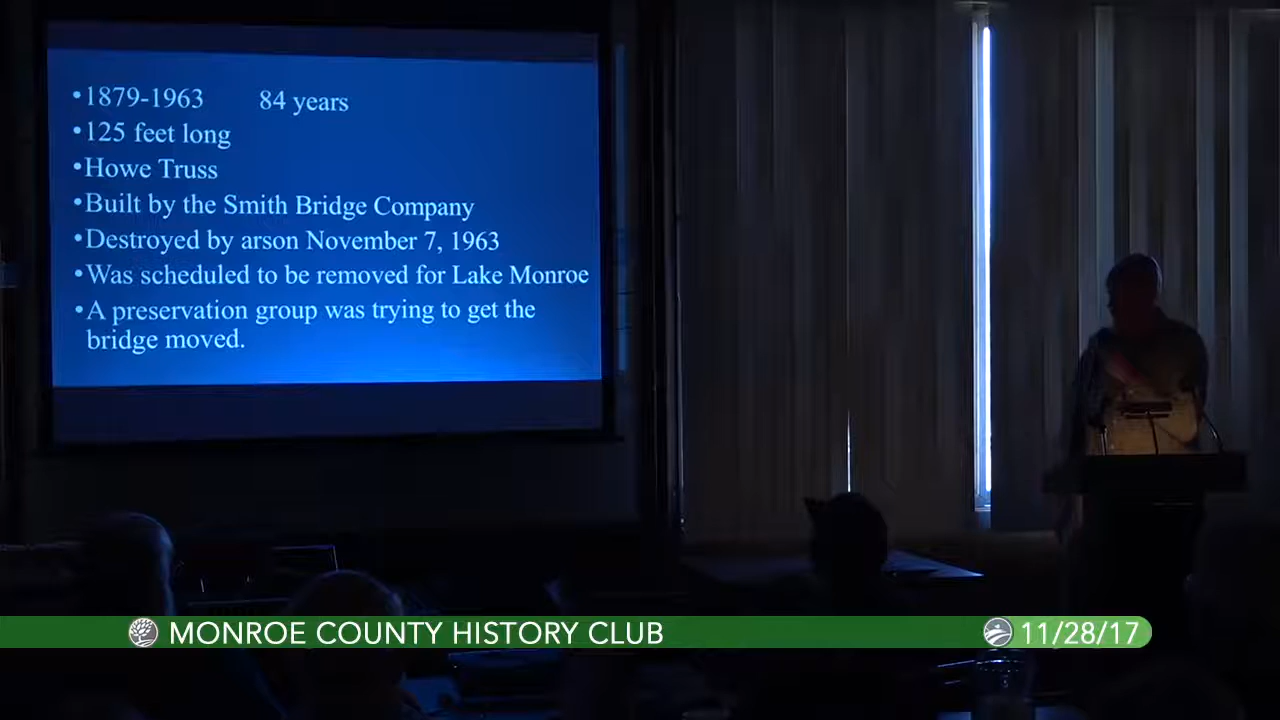 •1879-1963 84 years
•125 feet long
•Howe Truss
•Built by the Smith Bridge Company
•Destroyed by arson November 7, 1963
•Was scheduled to be removed for Lake Monroe
•A preservation group was trying to get the
bridge moved.
MONROE COUNTY HISTORY CLUB 11/28/17